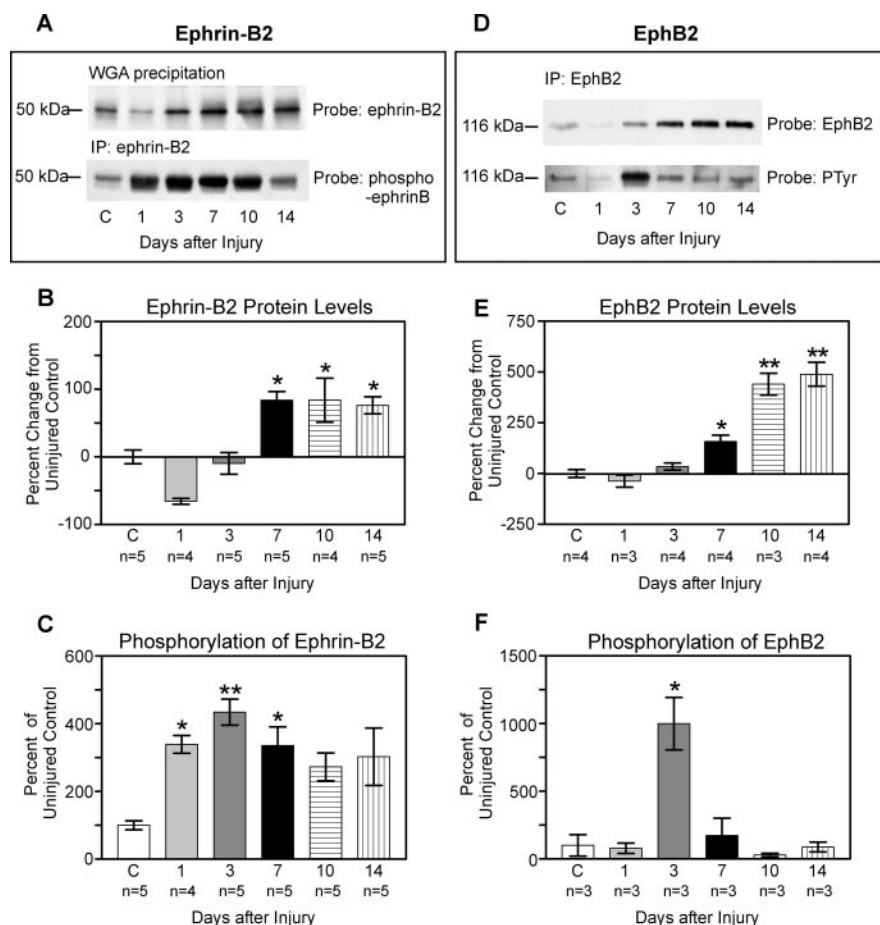 A
Ephrin-B2
WGA precipitation
50 kDa
Probe: ephrin-B2
IP: ephrin-B2
50 kDa
Probe: phospho
-ephrinB
C 1 3 7 10 14
Days after Injury
B
Ephrin-B2 Protein Levels
Percent Change from
Uninjured Control
200
100
0
-100
* * *
C 1 3 7 10 14
n=5 n=4 n=5 n=5 n=4 n=5
Days after Injury
C
Phosphorylation of Ephrin-B2
Percent of
Uninjured Control
600
400
200
0
* ** *
C 1 3 7 10 14
n=5 n=4 n=5 n=5 n=5 n=5
Days after Injury
D
EphB2
IP: EphB2
116 kDa
Probe: EphB2
116 kDa
Probe: PTyr
C 1 3 7 10 14
Days after Injury
E
EphB2 Protein Levels
Percent Change from
Uninjured Control
750
500
250
0
-250
* ** **
C 1 3 7 10 14
n=4 n=3 n=4 n=4 n=3 n=4
Days after Injury
F
Phosphorylation of EphB2
Percent of
Uninjured Control
1500
1000
500
0
*
C 1 3 7 10 14
n=3 n=3 n=3 n=3 n=3 n=3
Days after Injury